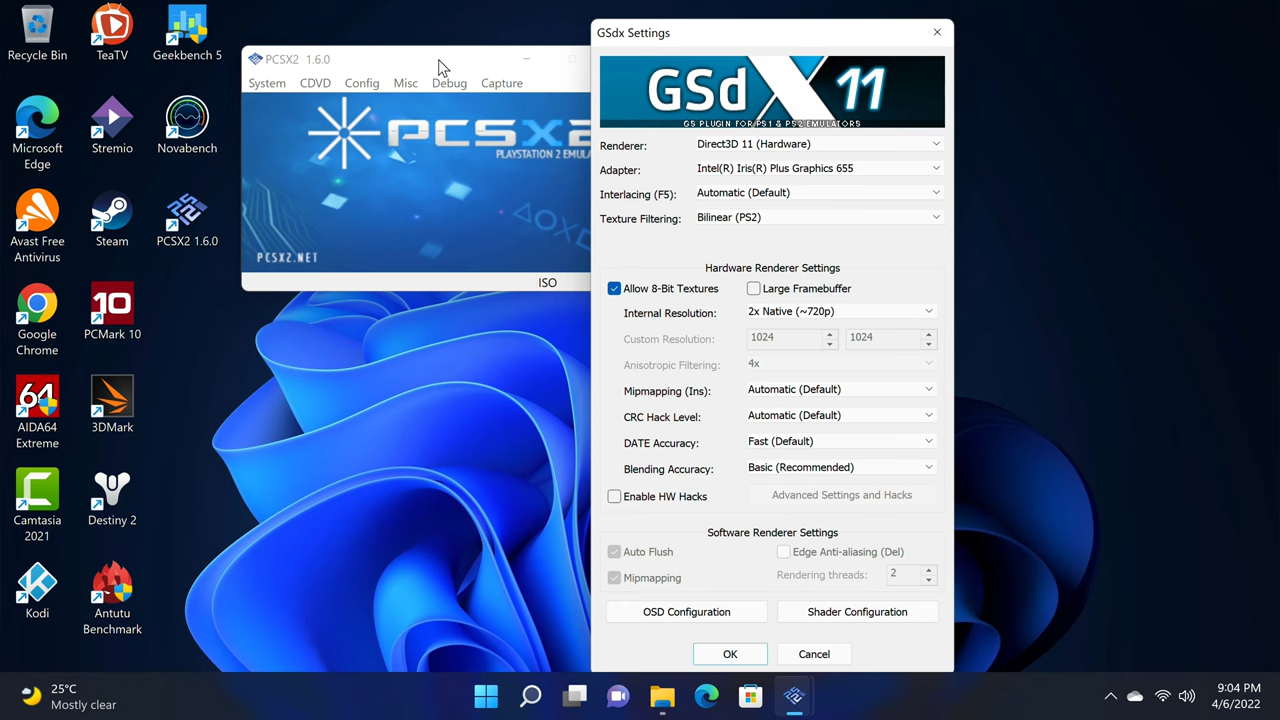 Recycle Bin
TeaTV
Geekbench 5
Microsoft
Edge
Stremio
Novabench
Avast Free
Antivirus
Steam
PCSX2 1.6.0
Google
Chrome
10
PCMark 10
64
AIDA64
Extreme
3DMark
Camtasia
2021
Destiny 2
Kodi
Antutu
Benchmark
PCSX2 1.6.0
System CDVD Config Misc Debug Capture
PCSX2
PLAYSTATION 2 EMUL
PCSX2.NET
ISO
GSdx Settings
GSdX 11
GS PLUGIN FOR PS1 & PS2 EMULATORS
Renderer: Direct3D 11 (Hardware)
Adapter: Intel(R) Iris(R) Plus Graphics 655
Interlacing (F5): Automatic (Default)
Texture Filtering: Bilinear (PS2)
Hardware Renderer Settings
Allow 8-Bit Textures Large Framebuffer
Internal Resolution: 2x Native (~720p)
Custom Resolution: 1024 1024
Anisotropic Filtering: 4x
Mipmapping (Ins): Automatic (Default)
CRC Hack Level: Automatic (Default)
DATE Accuracy: Fast (Default)
Blending Accuracy: Basic (Recommended)
Enable HW Hacks Advanced Settings and Hacks
Software Renderer Settings
Auto Flush Edge Anti-aliasing (Del)
Mipmapping Rendering threads: 2
OSD Configuration Shader Configuration
OK Cancel
25°C
Mostly clear
9:04 PM
4/6/2022